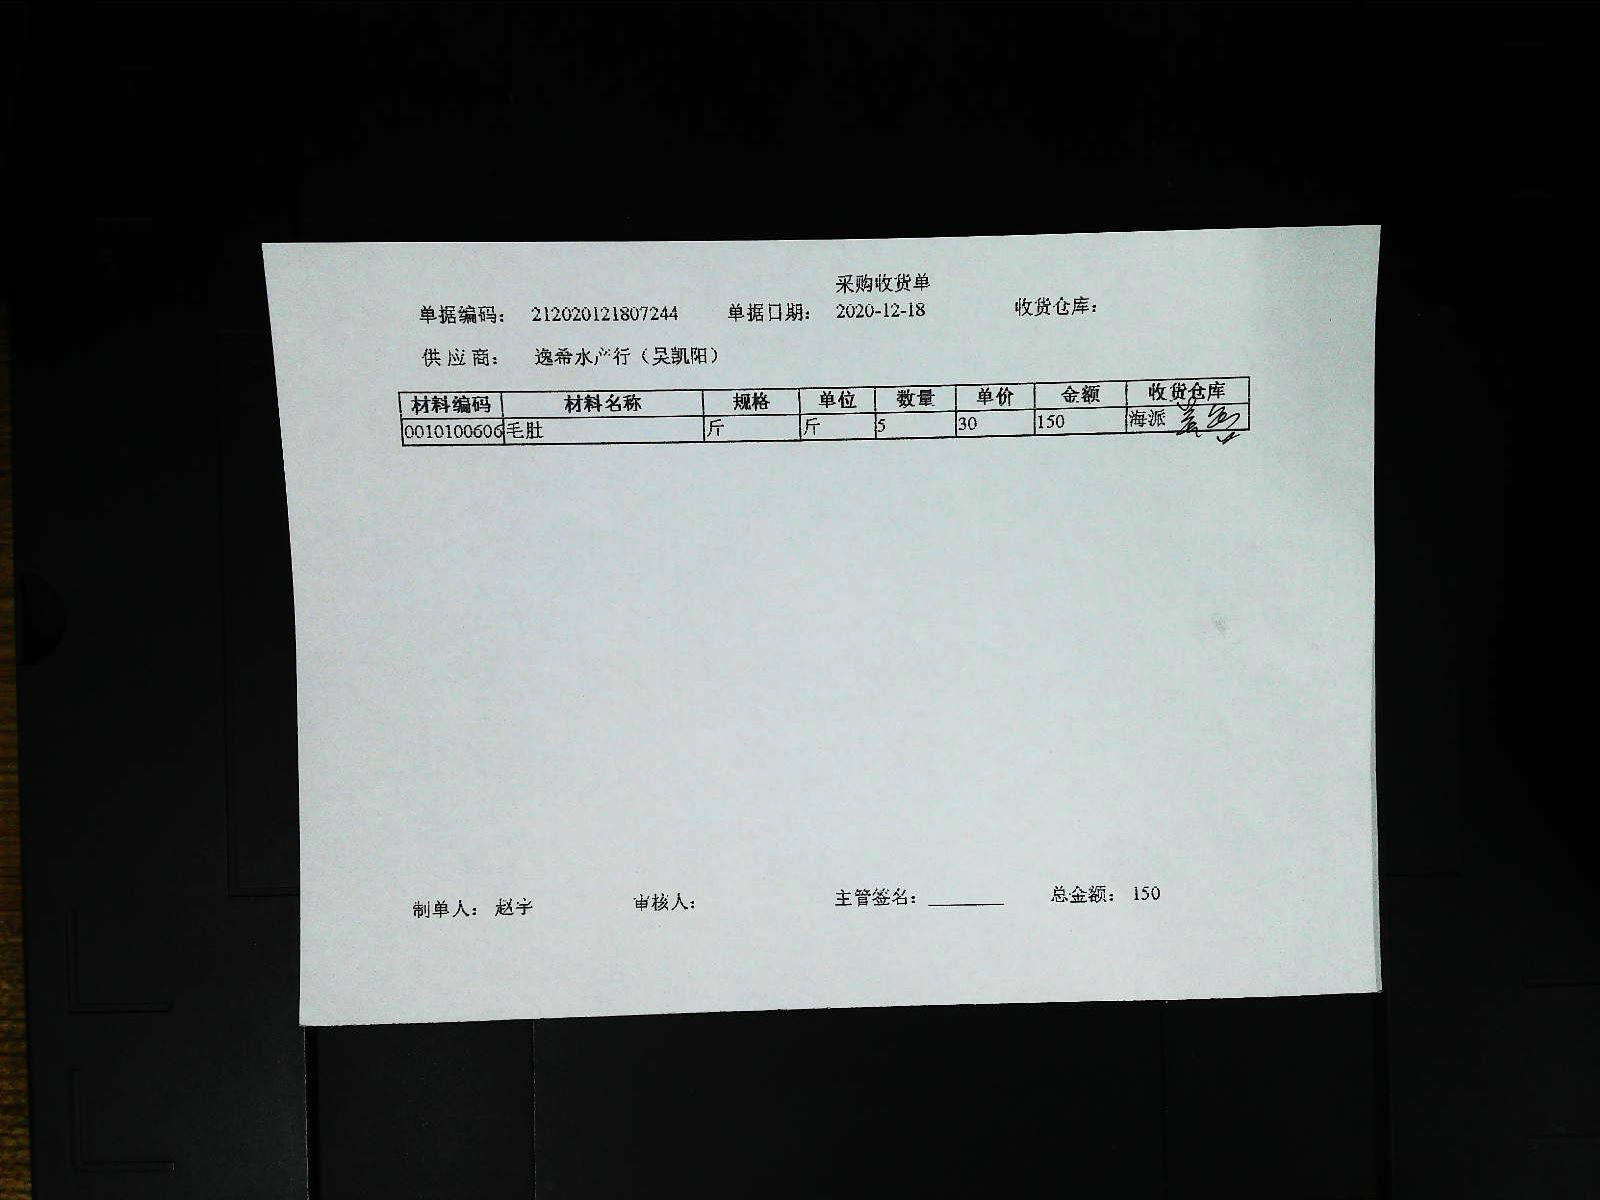 采购收货单
单据编码： 212020121807244 单据日期： 2020-12-18 收货仓库：
供 应 商： 逸希水产行（吴凯阳）
材料编码 材料名称 规格 单位 数量 单价 金额 收货仓库
0010100606 毛肚 斤 斤 5 30 150 海派
制单人： 赵宇 审核人： 主管签名： ________ 总金额： 150